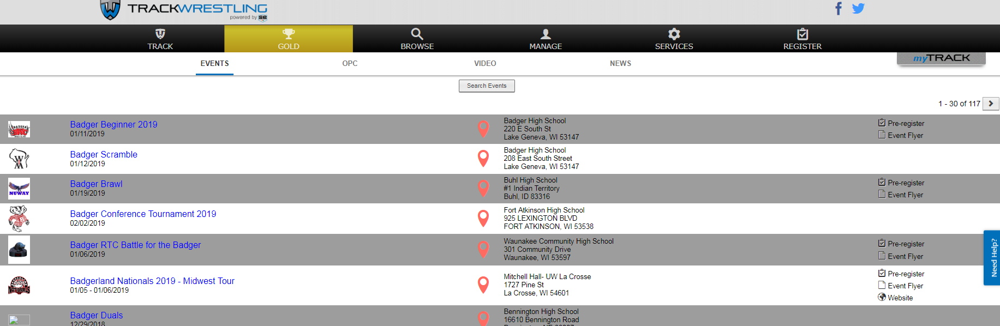 TRACKWRESTLING
powered by se
TRACK
GOLD
BROWSE
MANAGE
SERVICES
REGISTER
EVENTS
OPC
VIDEO
NEWS
myTRACK
Search Events
1 - 30 of 117
Badger Beginner 2019
01/11/2019
Badger High School
220 E South St
Lake Geneva, WI 53147
Pre-register
Event Flyer
Badger Scramble
01/12/2019
Badger High School
208 East South Street
Lake Geneva, WI 53147
NUWAY
Badger Brawl
01/19/2019
Buhl High School
#1 Indian Territory
Buhl, ID 83316
Pre-register
Event Flyer
Badger Conference Tournament 2019
02/02/2019
Fort Atkinson High School
925 LEXINGTON BLVD
FORT ATKINSON, WI 53538
Badger RTC Battle for the Badger
01/06/2019
Waunakee Community High School
301 Community Drive
Waunakee, WI 53597
Pre-register
Event Flyer
Need Help?
NATIONALS
Badgerland Nationals 2019 - Midwest Tour
01/05 - 01/06/2019
Mitchell Hall- UW La Crosse
1727 Pine St
La Crosse, WI 54601
Pre-register
Event Flyer
Website
Badger Duals
12/29/2018
Bennington High School
16610 Bennington Road